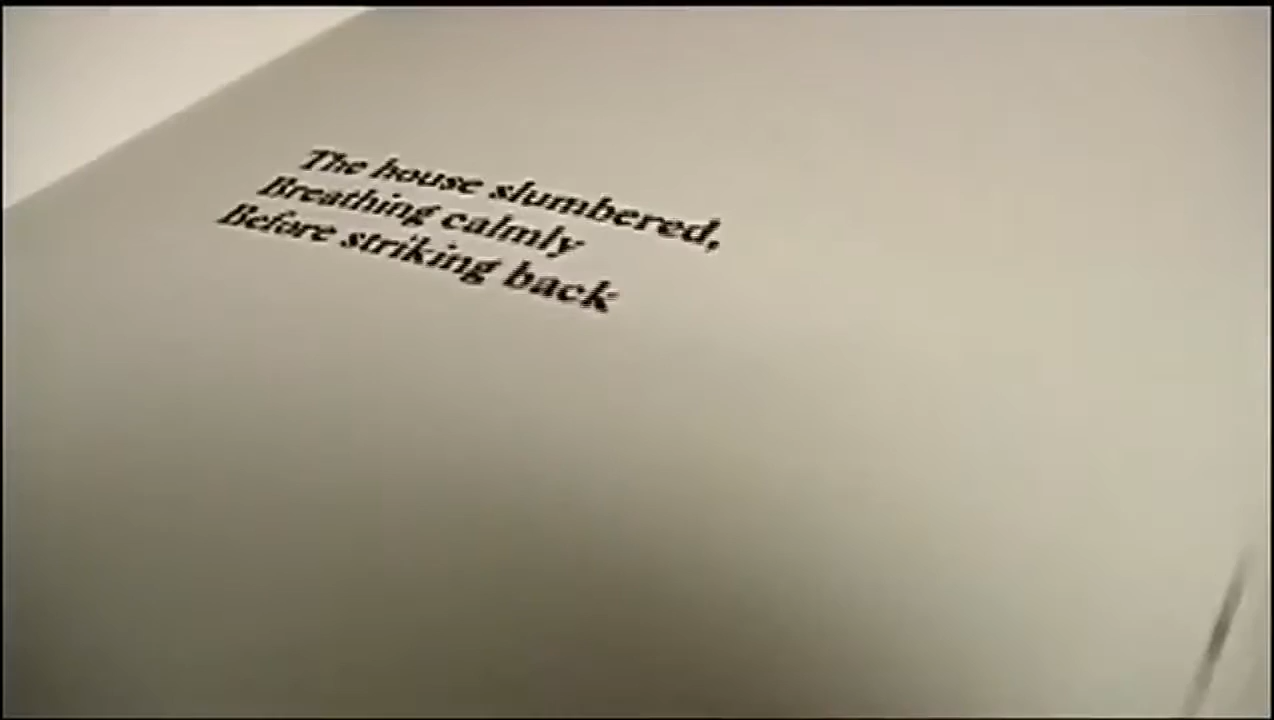 The house slumbered,
Breathing calmly
Before striking back